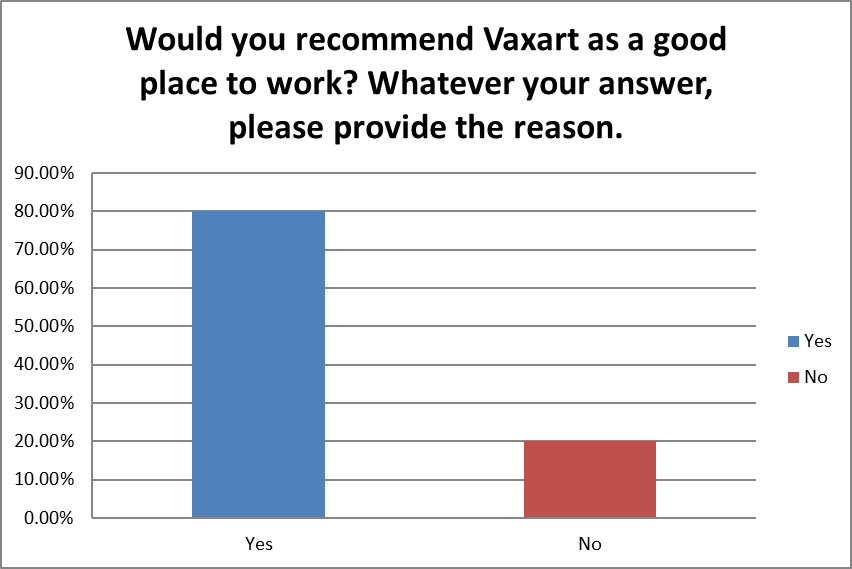 Would you recommend Vaxart as a good
place to work? Whatever your answer,
please provide the reason.
90.00%
80.00%
70.00%
60.00%
50.00%
40.00%
30.00%
20.00%
10.00%
0.00%
Yes
No
Yes
No